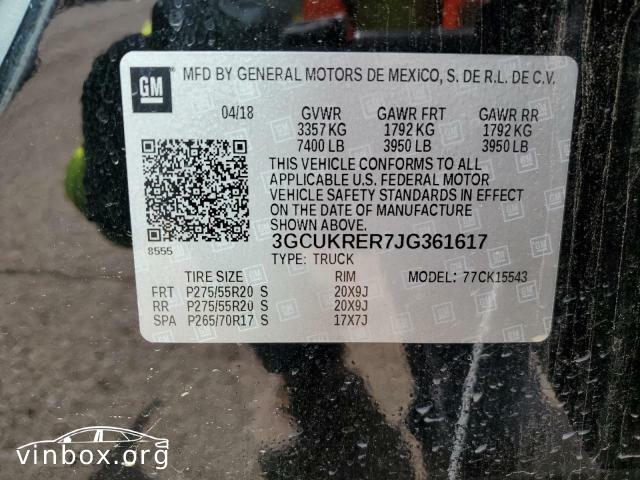 GM ® MFD BY GENERAL MOTORS DE MEXICO, S. DE R.L. DE C.V.
04/18 GVWR GAWR FRT GAWR RR
3357 KG 1792 KG 1792 KG
7400 LB 3950 LB 3950 LB
THIS VEHICLE CONFORMS TO ALL
APPLICABLE U.S. FEDERAL MOTOR
VEHICLE SAFETY STANDARDS IN EFFECT
ON THE DATE OF MANUFACTURE
SHOWN ABOVE.
8555 3GCUKRER7JG361617
TYPE: TRUCK
TIRE SIZE RIM MODEL: 77CK15543
FRT P275/55R20 S 20X9J
RR P275/55R20 S 20X9J
SPA P265/70R17 S 17X7J
vinbox.org